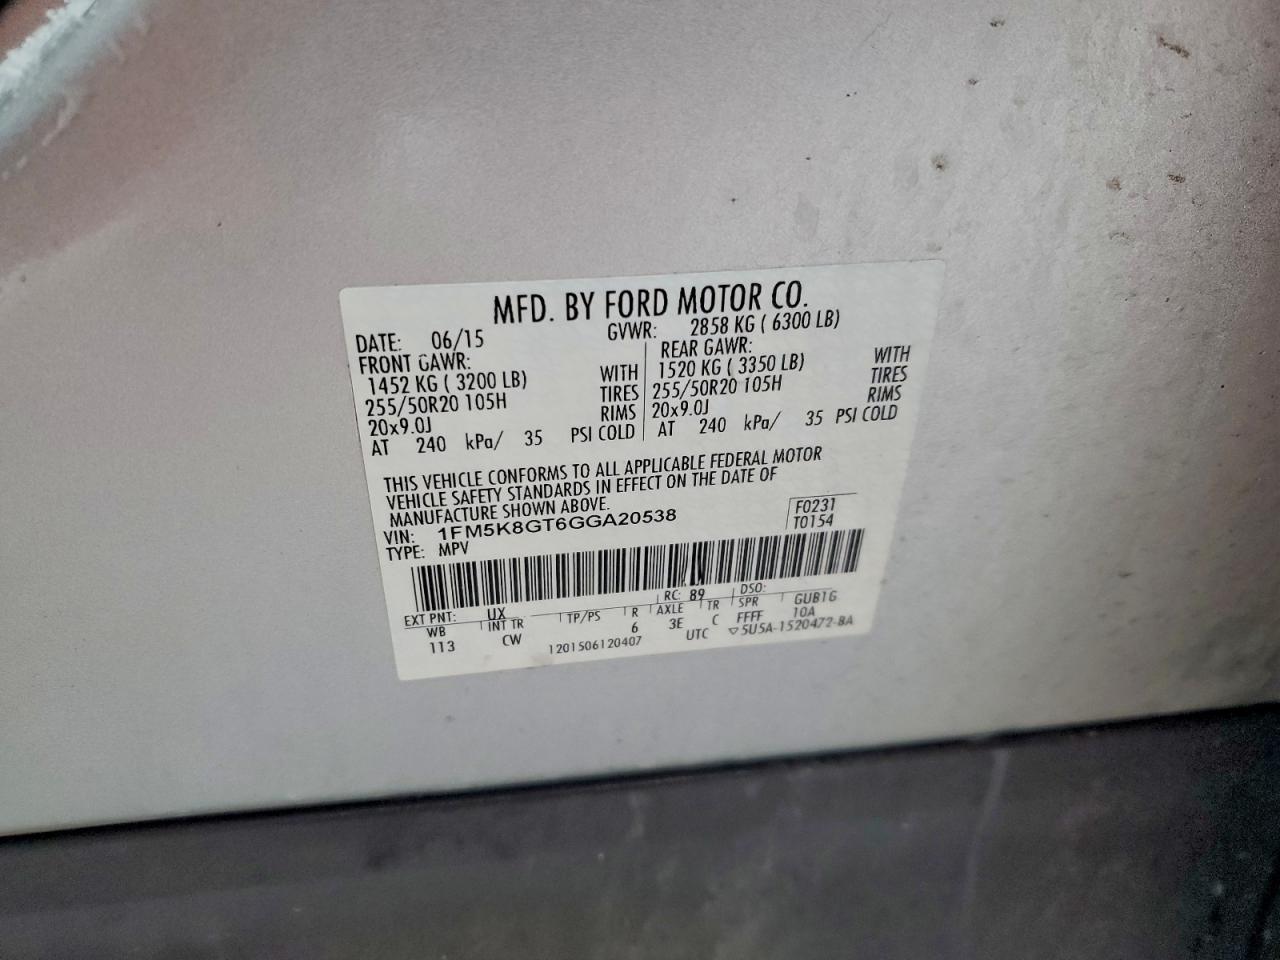 MFD. BY FORD MOTOR CO.
DATE: 06/15 GVWR: 2858 KG ( 6300 LB)
FRONT GAWR: REAR GAWR:
1452 KG ( 3200 LB) WITH 1520 KG ( 3350 LB) WITH
255/50R20 105H TIRES 255/50R20 105H TIRES
20x9.0J RIMS 20x9.0J RIMS
AT 240 kPa/ 35 PSI COLD AT 240 kPa/ 35 PSI COLD
THIS VEHICLE CONFORMS TO ALL APPLICABLE FEDERAL MOTOR
VEHICLE SAFETY STANDARDS IN EFFECT ON THE DATE OF
MANUFACTURE SHOWN ABOVE. F0231
VIN: 1FM5K8GT6GGA20538 T0154
TYPE: MPV
EXT PNT: UX RC: 89 DSO:
WB INT TR TP/PS R AXLE TR SPR GUB1G
113 CW 6 3E C FFFF 10A
1201506120407 UTC ▽5U5A-1520472-BA